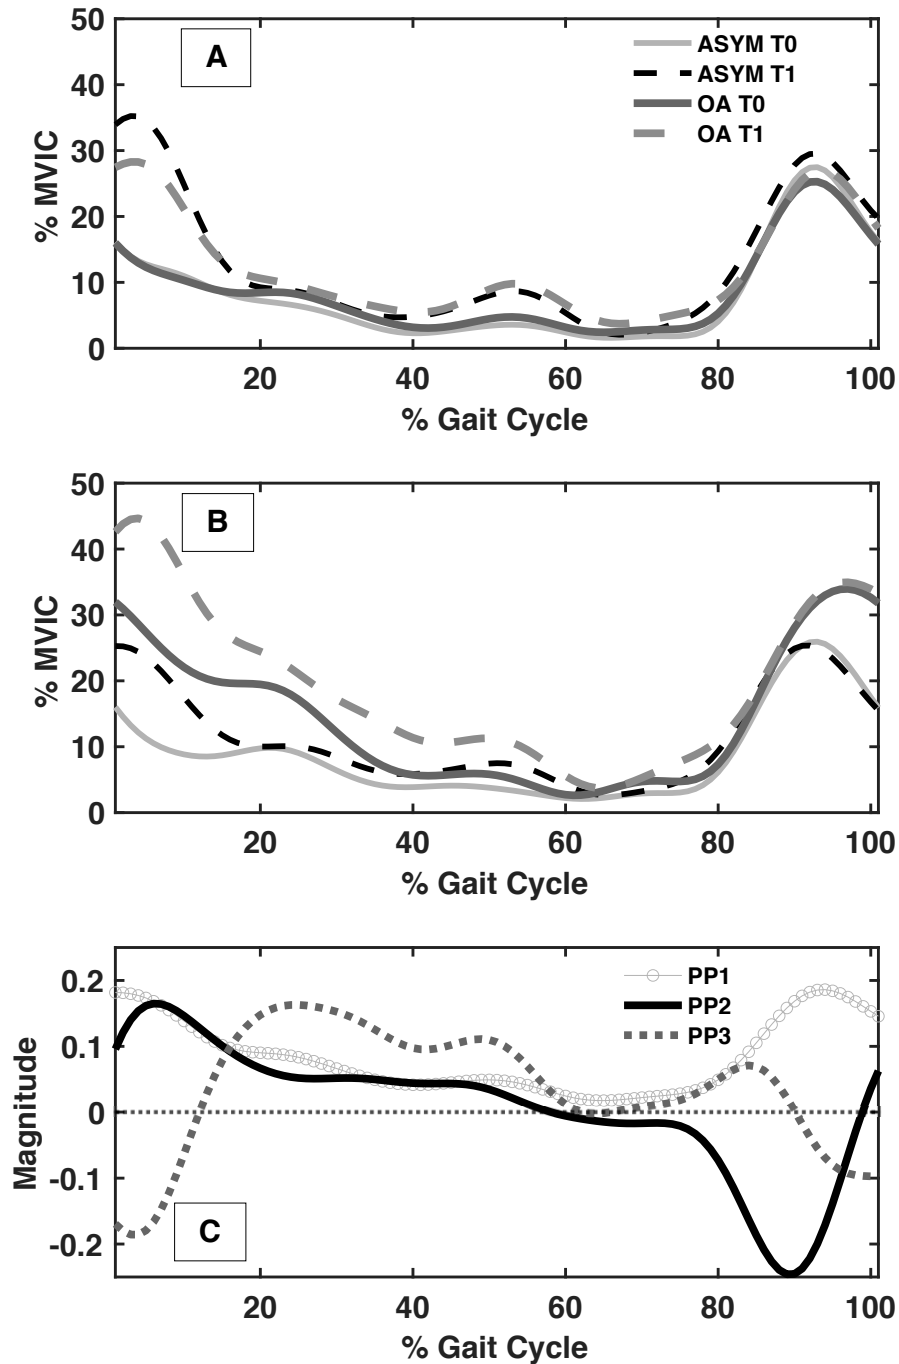 A
ASYM T0
ASYM T1
OA T0
OA T1
50
40
30
20
10
0
% MVIC
20 40 60 80 100
% Gait Cycle
B
50
40
30
20
10
0
% MVIC
20 40 60 80 100
% Gait Cycle
C
PP1
PP2
PP3
0.2
0.1
0
-0.1
-0.2
Magnitude
20 40 60 80 100
% Gait Cycle